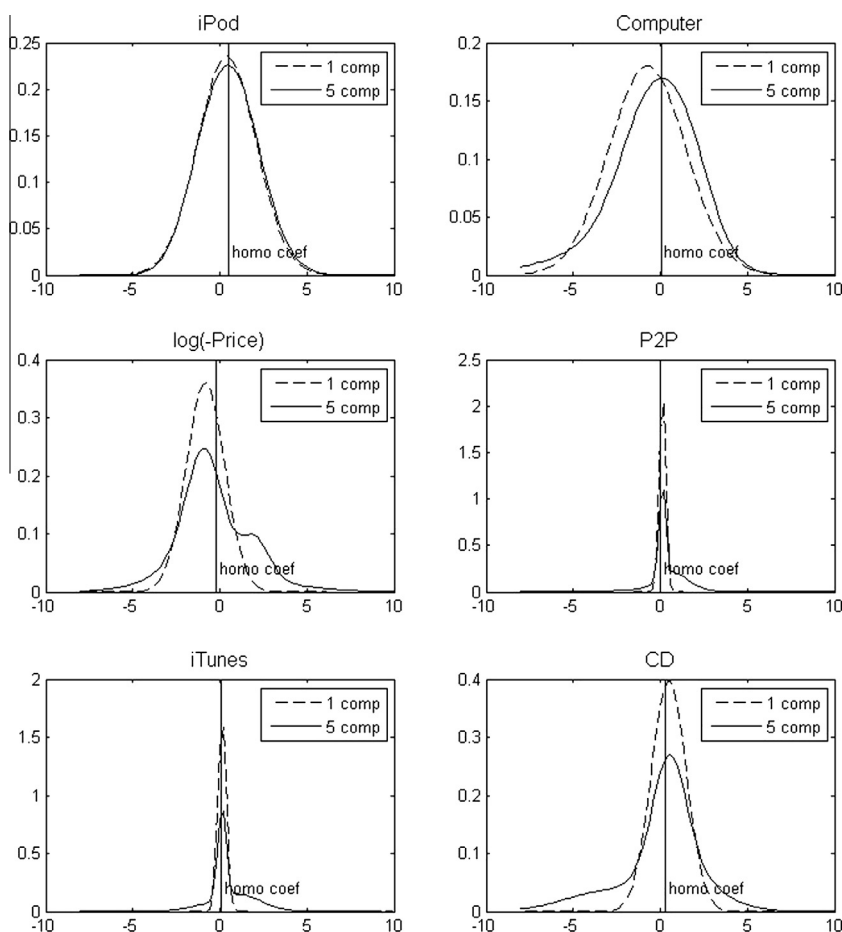 iPod
0.25
0.2
0.15
0.1
0.05
0
-10 -5 0 5 10
1 comp
5 comp
homo coef
Computer
0.2
0.15
0.1
0.05
0
-10 -5 0 5 10
1 comp
5 comp
homo coef
log(-Price)
0.4
0.3
0.2
0.1
0
-10 -5 0 5 10
1 comp
5 comp
homo coef
P2P
2.5
2
1.5
1
0.5
0
-10 -5 0 5 10
1 comp
5 comp
homo coef
iTunes
2
1.5
1
0.5
0
-10 -5 0 5 10
1 comp
5 comp
homo coef
CD
0.4
0.3
0.2
0.1
0
-10 -5 0 5 10
1 comp
5 comp
homo coef